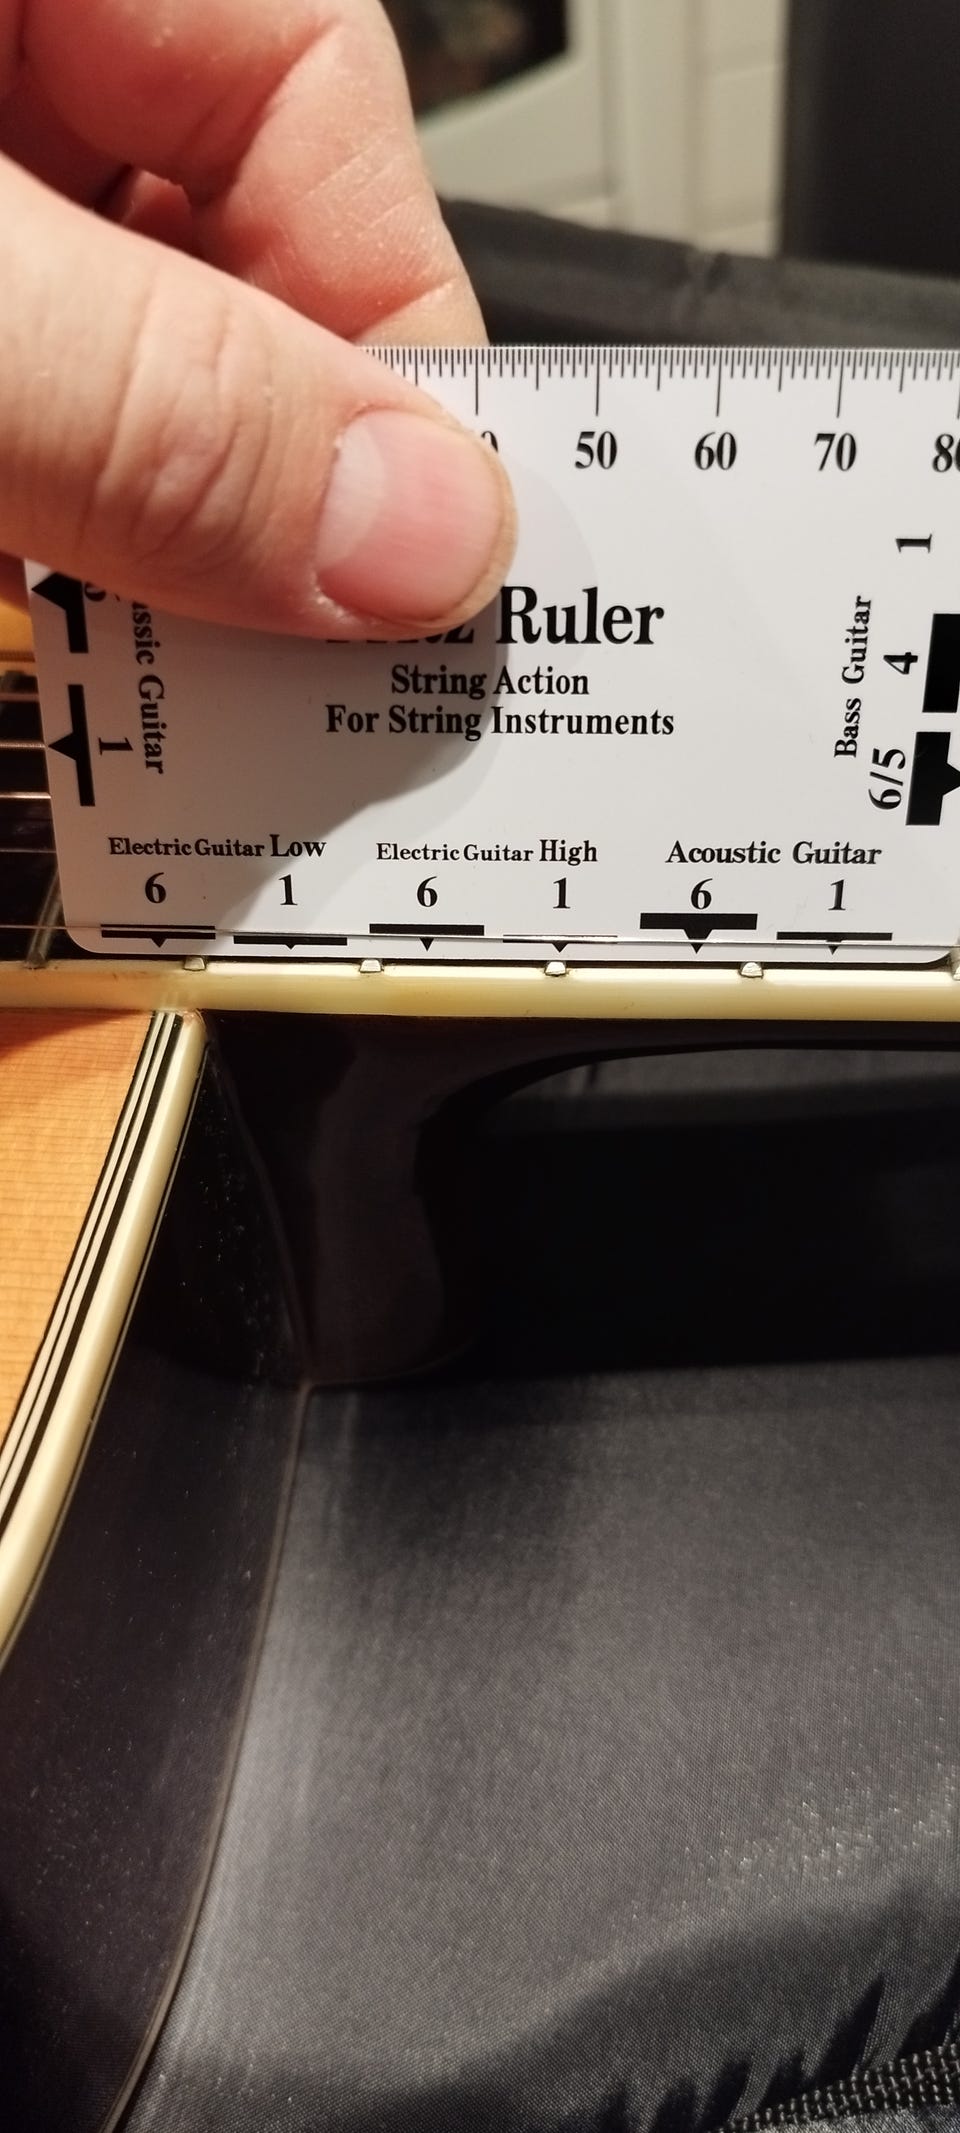 50 60 70
Ruler
String Action
For String Instruments
Guitar
1
Bass Guitar
1
4
6/5
Electric Guitar Low
6 1
Electric Guitar High
6 1
Acoustic Guitar
6 1